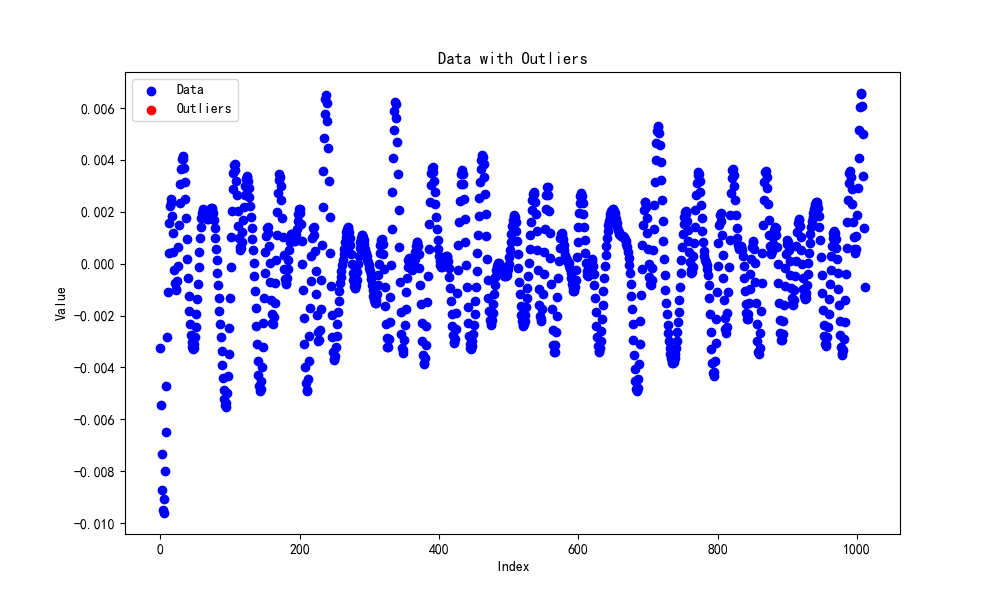 Data with Outliers
Data
Outliers
0.006
0.004
0.002
0.000
−0.002
−0.004
−0.006
−0.008
−0.010
Value
0 200 400 600 800 1000
Index